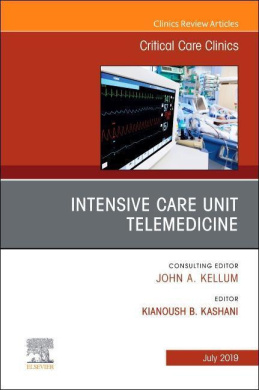 Clinics Review Articles
Critical Care Clinics
INTENSIVE CARE UNIT
TELEMEDICINE
CONSULTING EDITOR
JOHN A. KELLUM
EDITOR
KIANOUSH B. KASHANI
ELSEVIER
July 2019